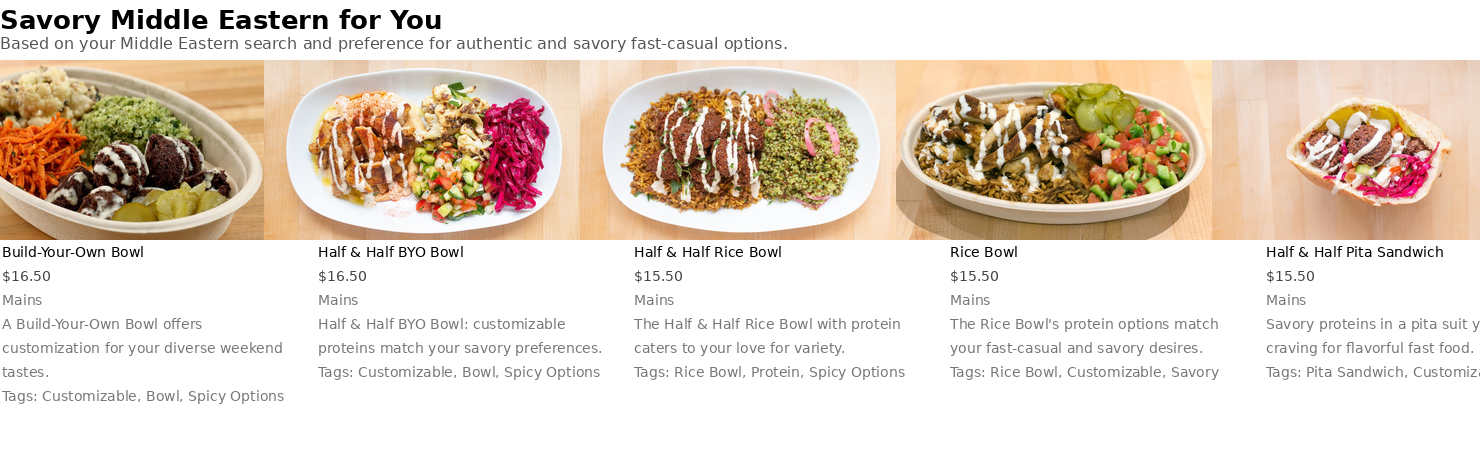 Savory Middle Eastern for You
Based on your Middle Eastern search and preference for authentic and savory fast-casual options.
Build-Your-Own Bowl
$16.50
Mains
A Build-Your-Own Bowl offers
customization for your diverse weekend
tastes.
Tags: Customizable, Bowl, Spicy Options
Half & Half BYO Bowl
$16.50
Mains
Half & Half BYO Bowl: customizable
proteins match your savory preferences.
Tags: Customizable, Bowl, Spicy Options
Half & Half Rice Bowl
$15.50
Mains
The Half & Half Rice Bowl with protein
caters to your love for variety.
Tags: Rice Bowl, Protein, Spicy Options
Rice Bowl
$15.50
Mains
The Rice Bowl's protein options match
your fast-casual and savory desires.
Tags: Rice Bowl, Customizable, Savory
Half & Half Pita Sandwich
$15.50
Mains
Savory proteins in a pita suit
craving for flavorful fast food.
Tags: Pita Sandwich,